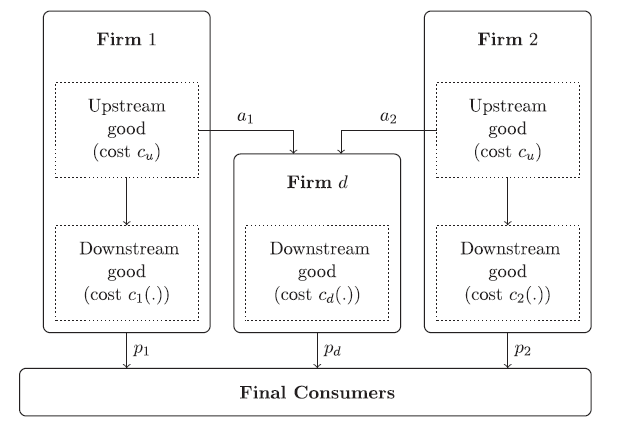 Firm 1
Firm 2
Upstream
good
(cost c_u)
a_1
a_2
Upstream
good
(cost c_u)
Firm d
Downstream
good
(cost c_1(.))
Downstream
good
(cost c_d(.))
Downstream
good
(cost c_2(.))
p_1
p_d
p_2
Final Consumers